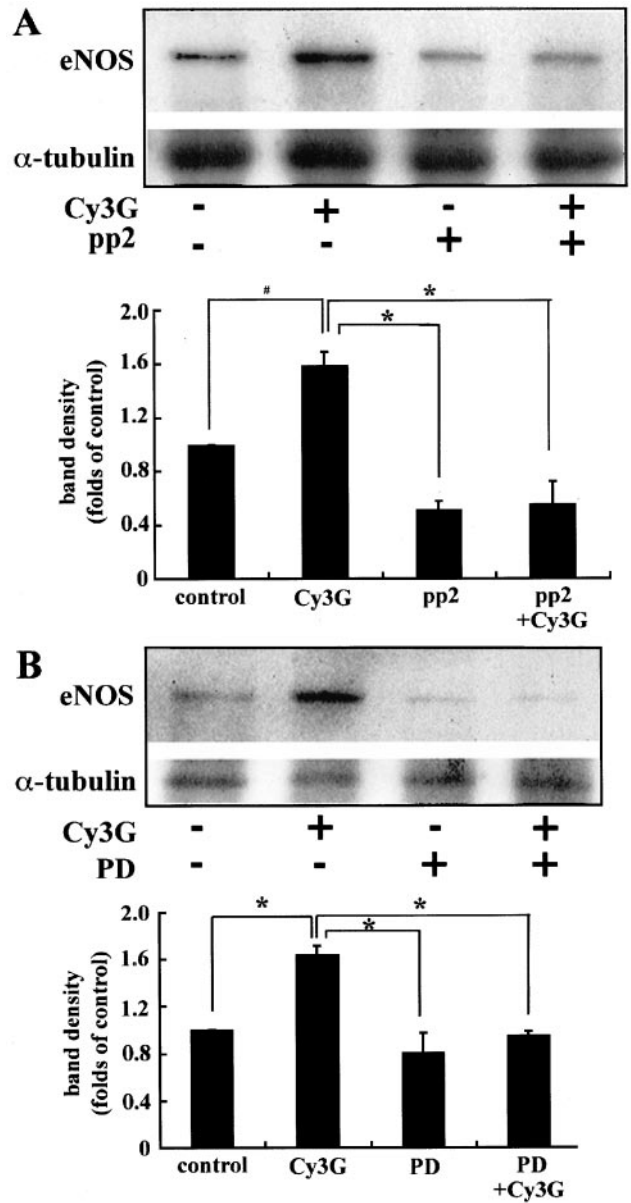 A
eNOS
α-tubulin
Cy3G - + - +
pp2 - - + +
#
*
*
2.0
1.6
1.2
0.8
0.4
0
band density
(folds of control)
control Cy3G pp2 pp2
+Cy3G
B
eNOS
α-tubulin
Cy3G - + - +
PD - - + +
*
*
*
2.0
1.6
1.2
0.8
0.4
0
band density
(folds of control)
control Cy3G PD PD
+Cy3G